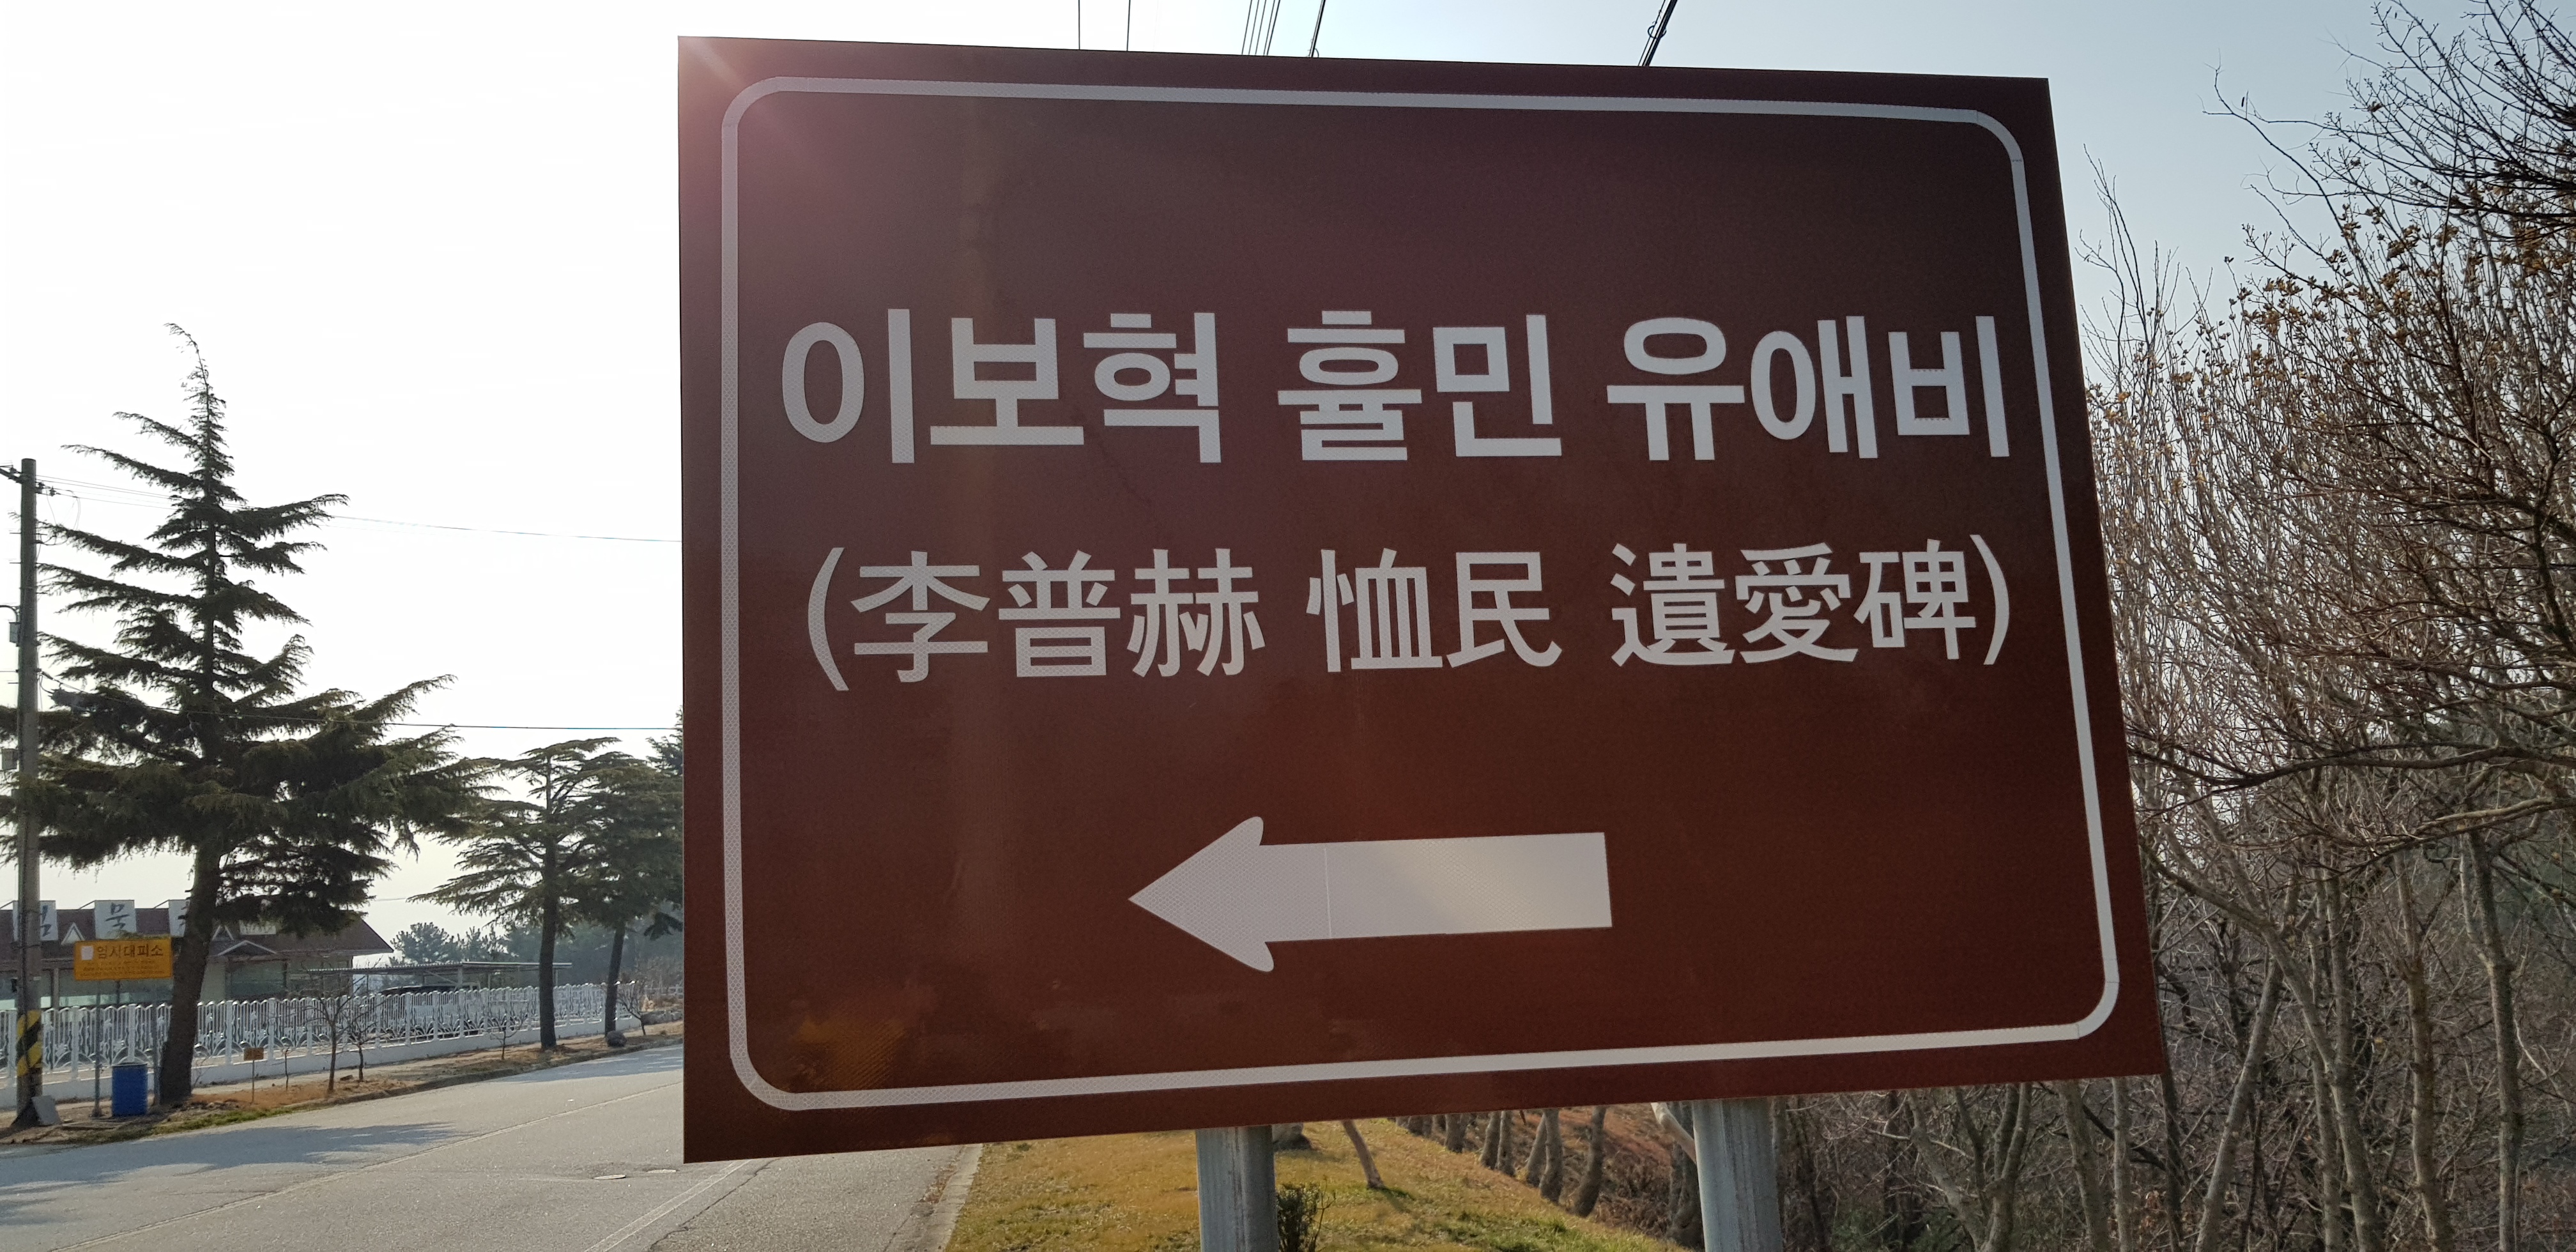 이보혁 휼민 유애비
(李普赫 恤民 遺愛碑)
임시대피소